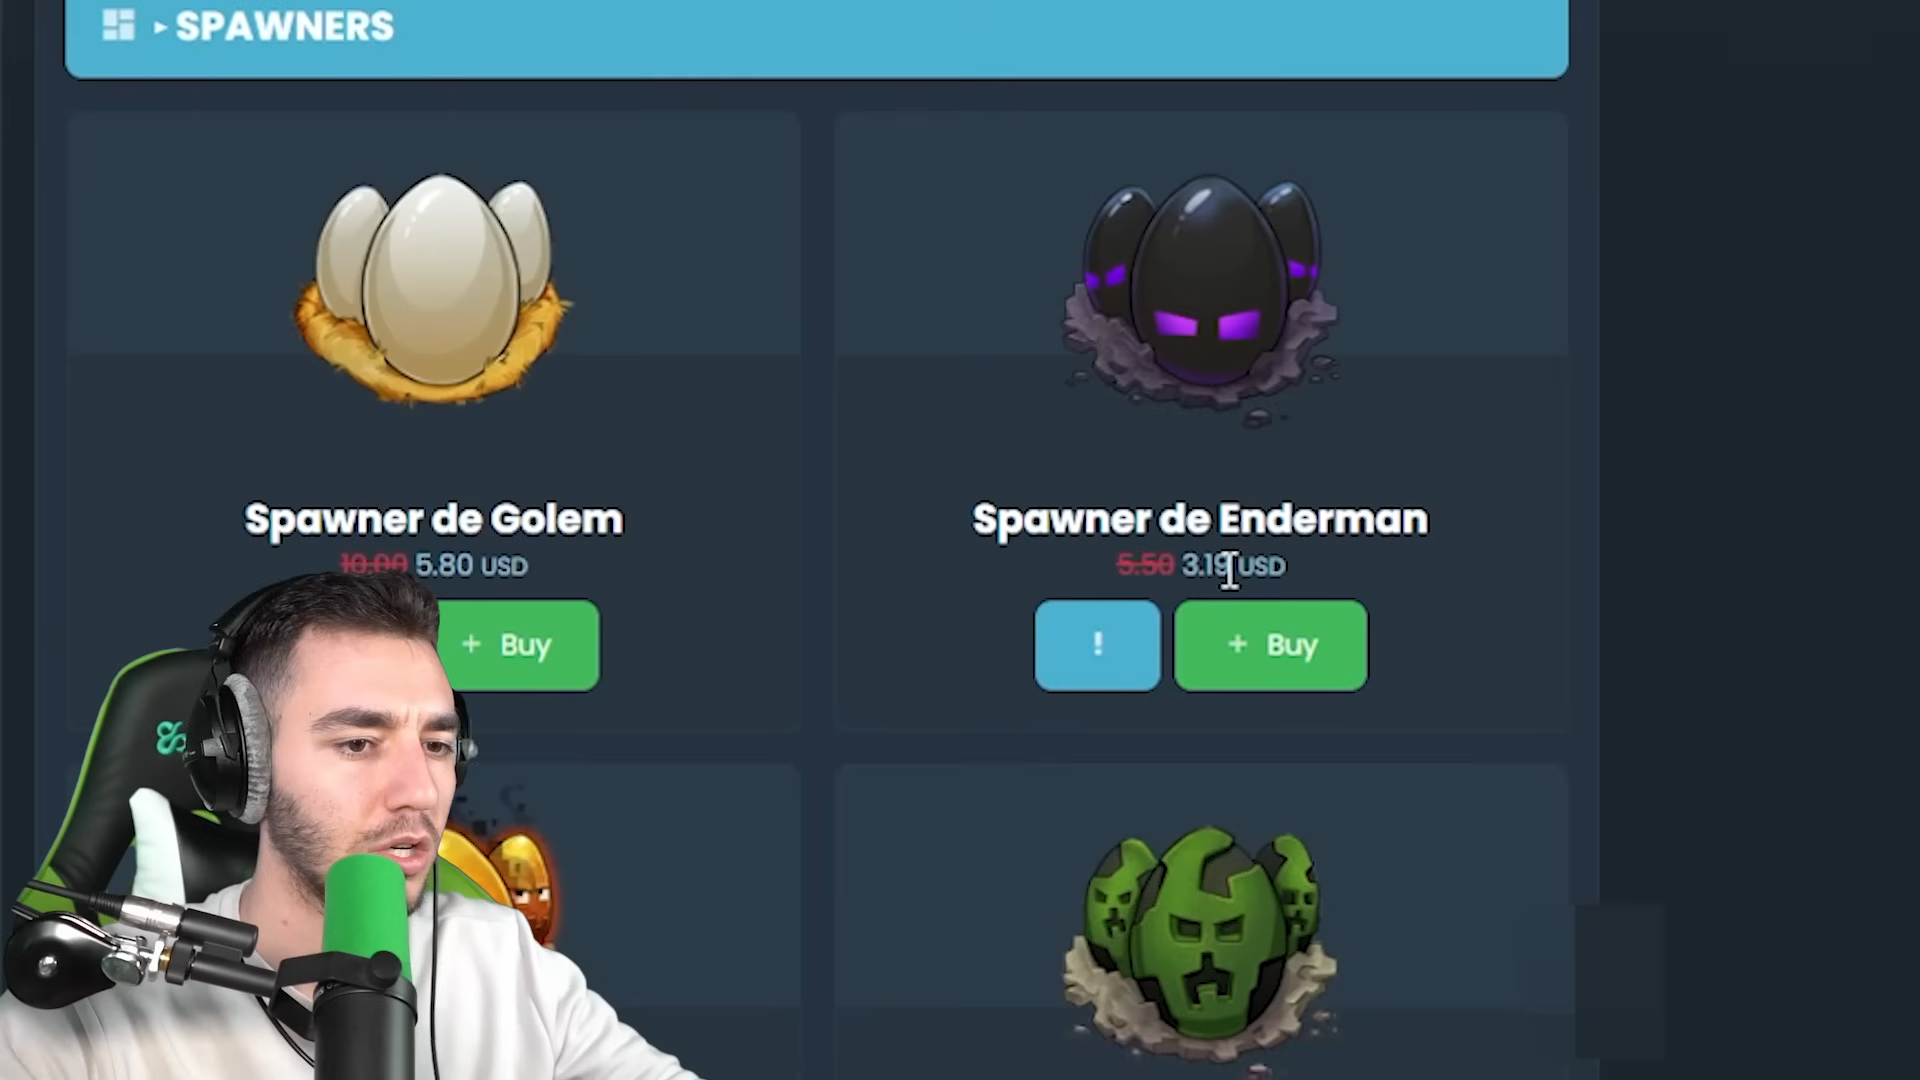 ▸ SPAWNERS
Spawner de Golem
10.00 5.80 USD
+ Buy
Spawner de Enderman
5.50 3.19 USD
!
+ Buy